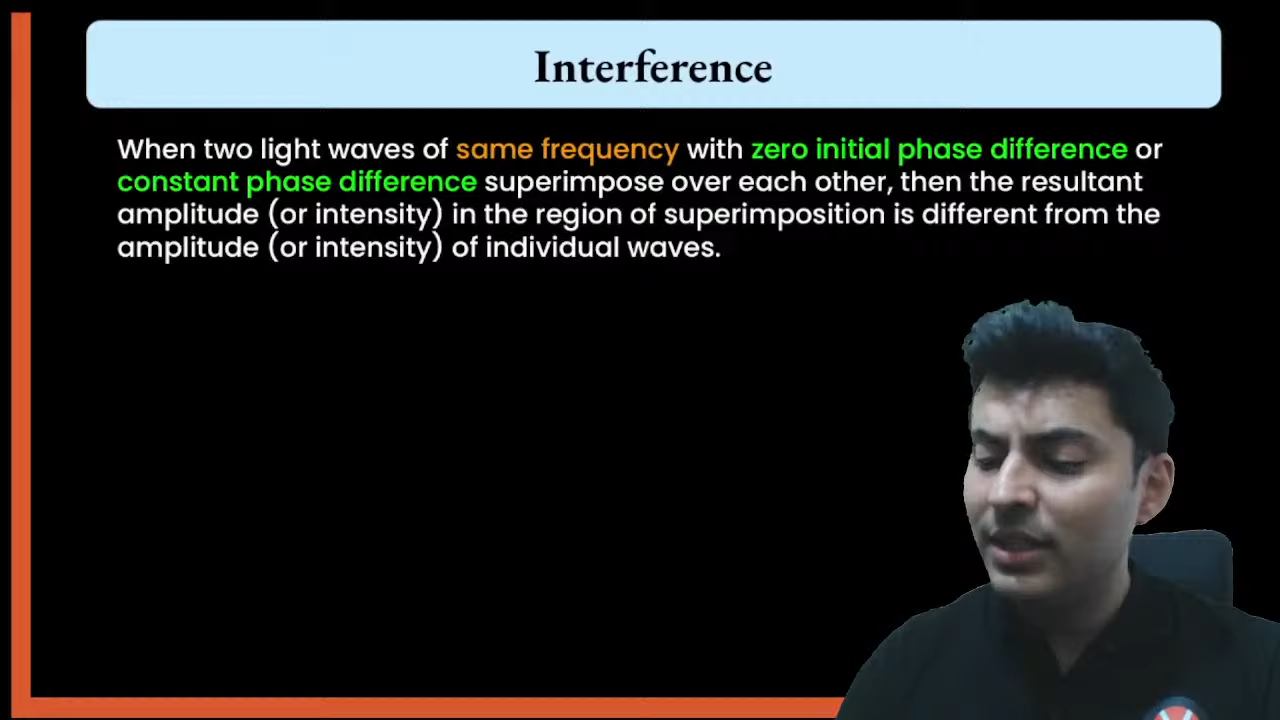 Interference
When two light waves of same frequency with zero initial phase difference or
constant phase difference superimpose over each other, then the resultant
amplitude (or intensity) in the region of superimposition is different from the
amplitude (or intensity) of individual waves.